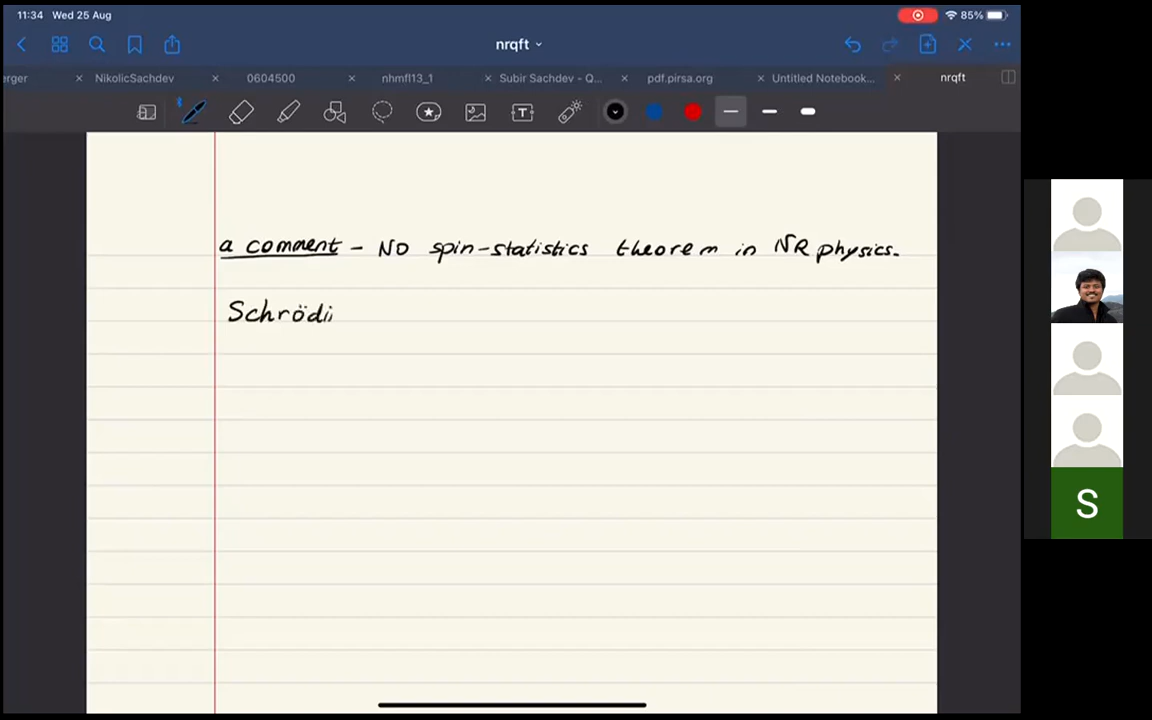 11:34 Wed 25 Aug 85%
nrqft
erger NikolicSachdev 0604500 nhmfl13_1 Subir Sachdev - Q... pdf.pirsa.org Untitled Notebook... nrqft
T
a comment - NO spin-statistics theorem in NR physics.
Schrödi
S